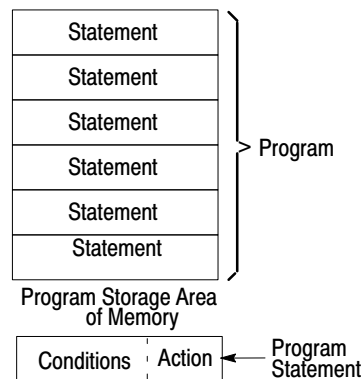 Statement
Statement
Statement
Statement
Statement
Statement
Program
Program Storage Area
of Memory
Conditions
Action
Program
Statement